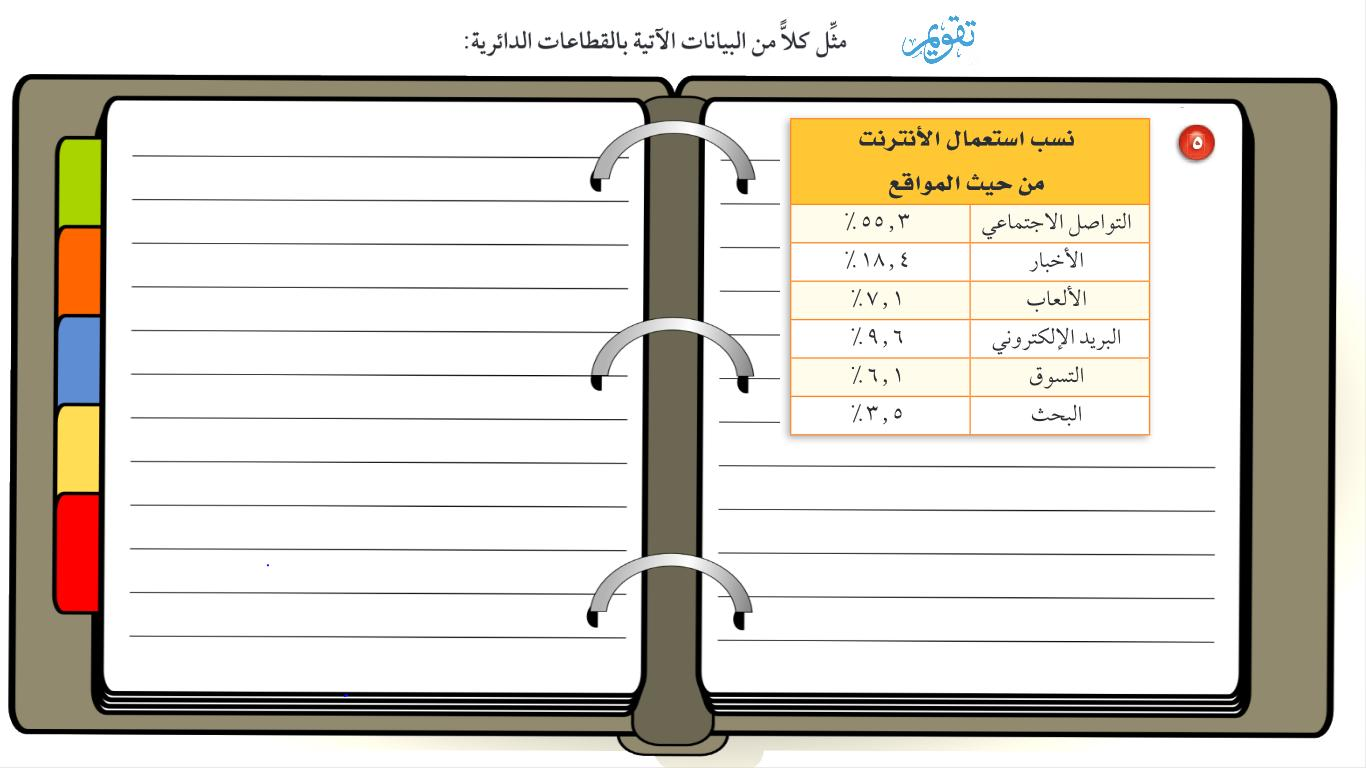 تقويم
مثِّل كلاًّ من البيانات الآتية بالقطاعات الدائرية:
٥
نسب استعمال الأنترنت
من حيث المواقع
التواصل الاجتماعي ٥٥,٣٪
الأخبار ١٨,٤٪
الألعاب ٧,١٪
البريد الإلكتروني ٩,٦٪
التسوق ٦,١٪
البحث ٣,٥٪